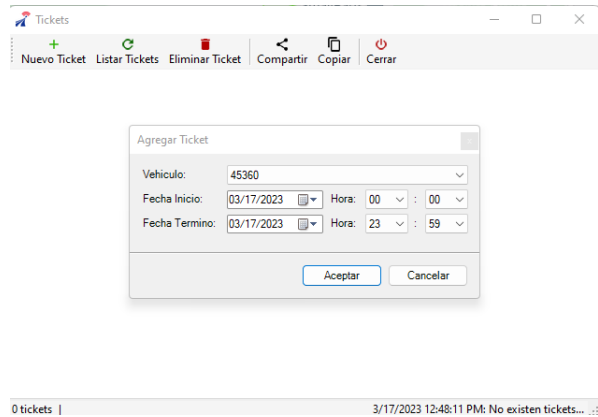 Tickets
Nuevo Ticket Listar Tickets Eliminar Ticket Compartir Copiar Cerrar
Agregar Ticket
Vehiculo: 45360
Fecha Inicio: 03/17/2023 Hora: 00 : 00
Fecha Termino: 03/17/2023 Hora: 23 : 59
Aceptar Cancelar
0 tickets | 3/17/2023 12:48:11 PM: No existen tickets...